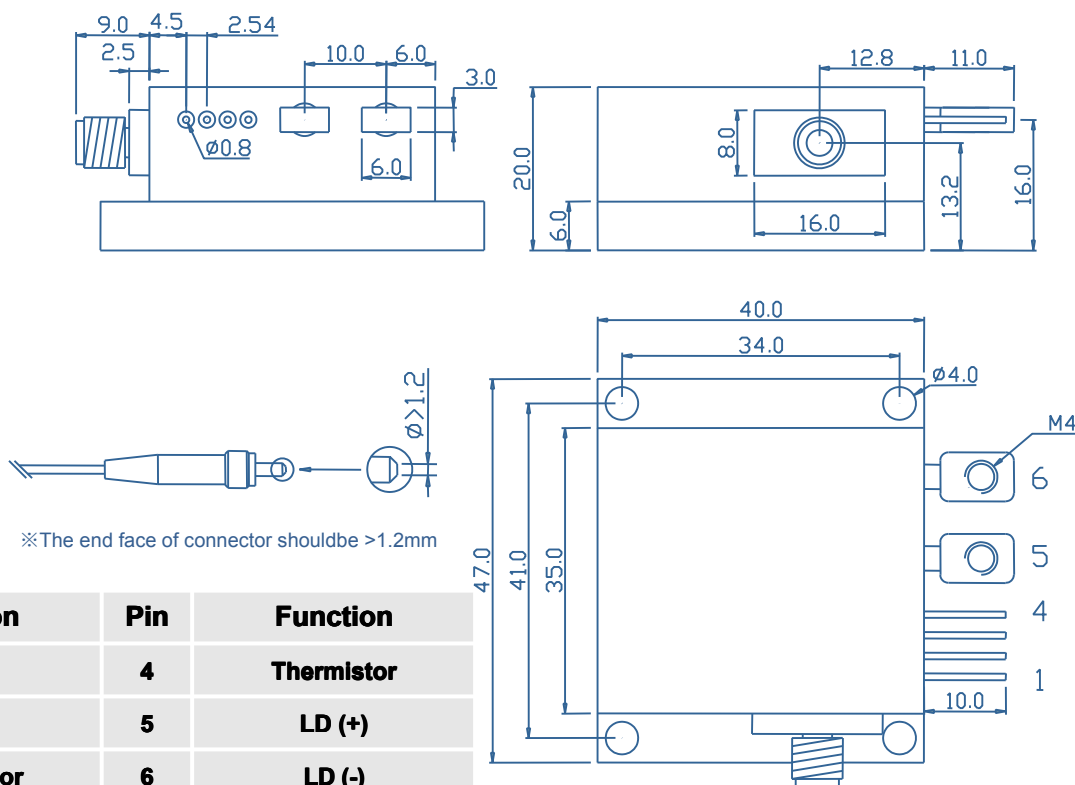 9.0 4.5 2.54
2.5
10.0 6.0
3.0
Ø0.8
6.0
12.8 11.0
8.0
20.0
6.0
16.0
13.2
16.0
40.0
34.0
Ø4.0
M4
Ø>1.2
※The end face of connector shouldbe >1.2mm
47.0
41.0
35.0
6
5
4
1
10.0
on Pin Function
4 Thermistor
5 LD (+)
or 6 LD (-)